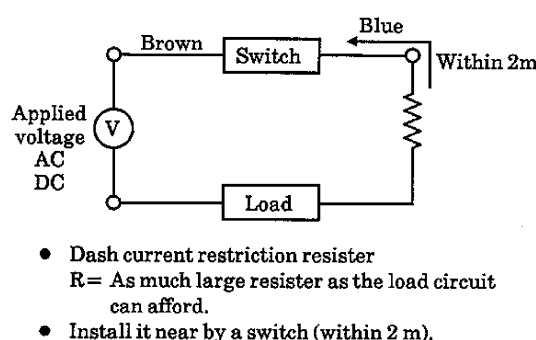 Blue
Brown
Switch
Within 2m
Applied
voltage
AC
DC
V
Load
● Dash current restriction resister
R= As much large resister as the load circuit
can afford.
● Install it near by a switch (within 2 m).